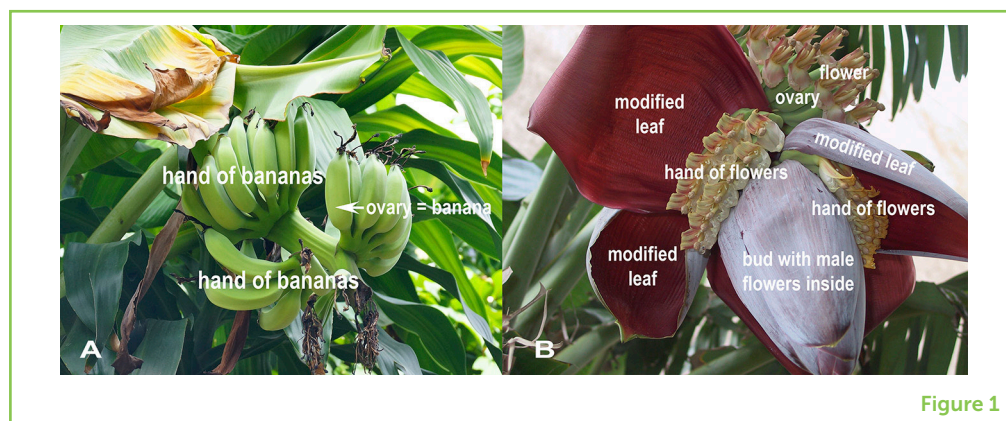 hand of bananas
ovary = banana
hand of bananas
A
flower
ovary
modified
leaf
modified leaf
hand of flowers
hand of flowers
modified
leaf
bud with male
flowers inside
B
Figure 1